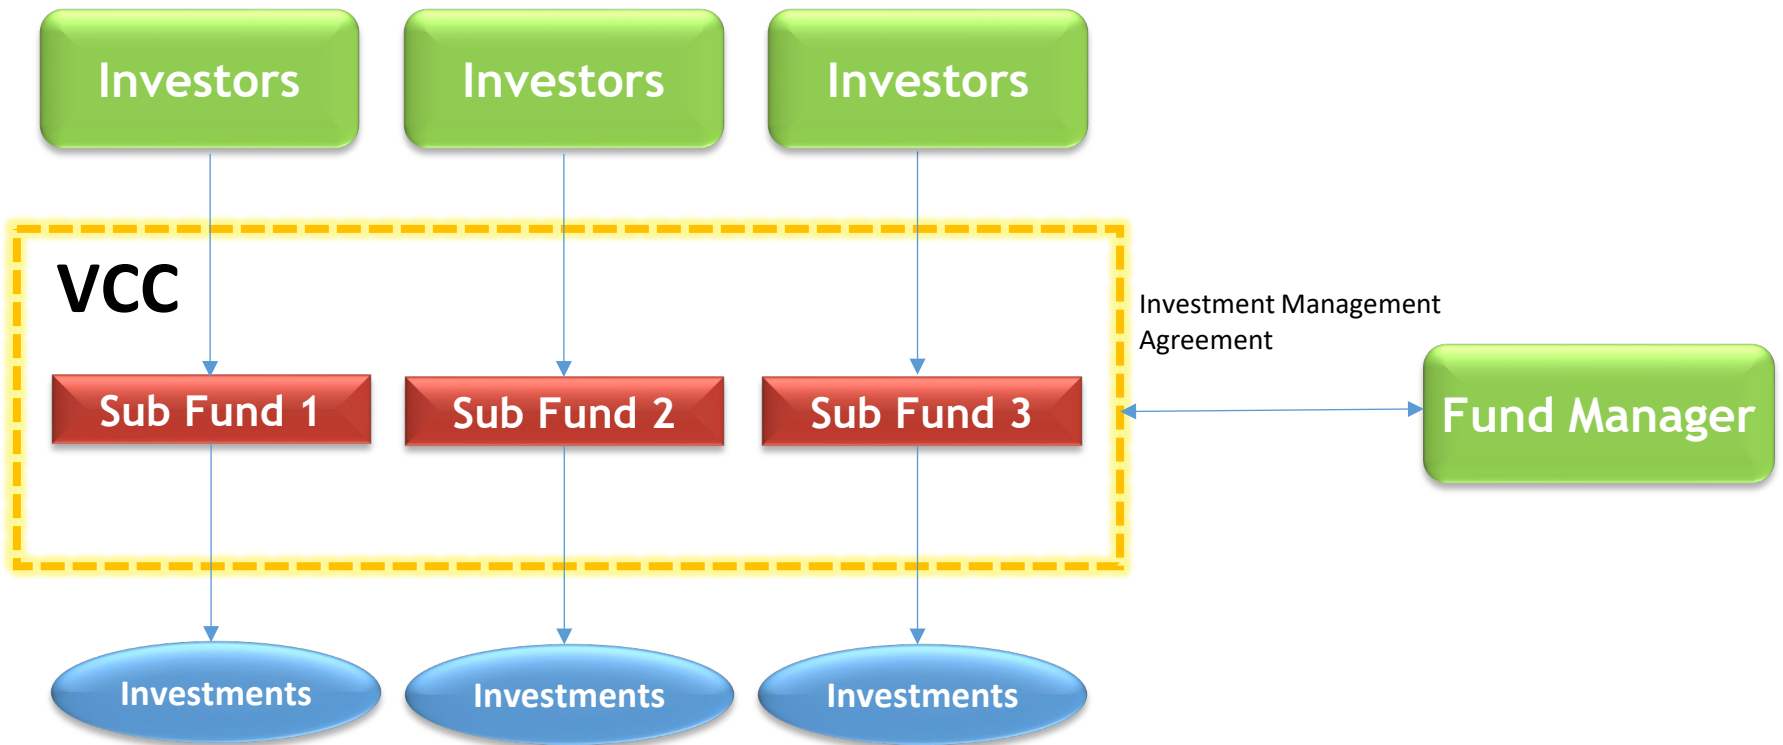 Investors
Investors
Investors
VCC
Investment Management
Agreement
Sub Fund 1
Sub Fund 2
Sub Fund 3
Fund Manager
Investments
Investments
Investments